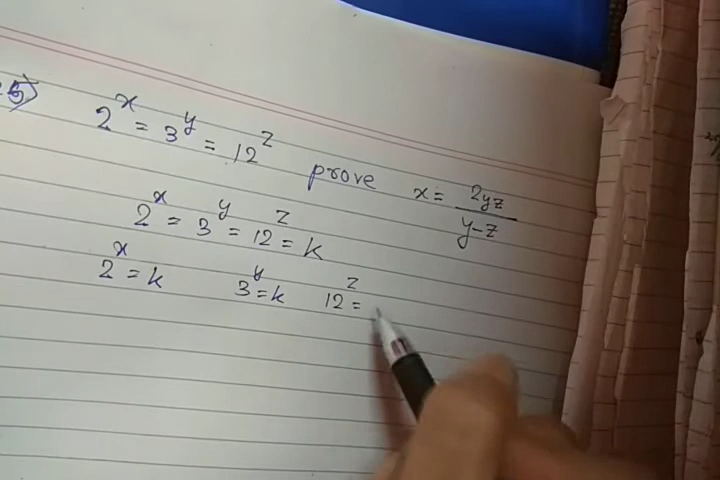 5) 2^x = 3^y = 12^z prove x = 2yz/y-z
2^x = 3^y = 12^z = k
2^x = k 3^y = k 12^z =